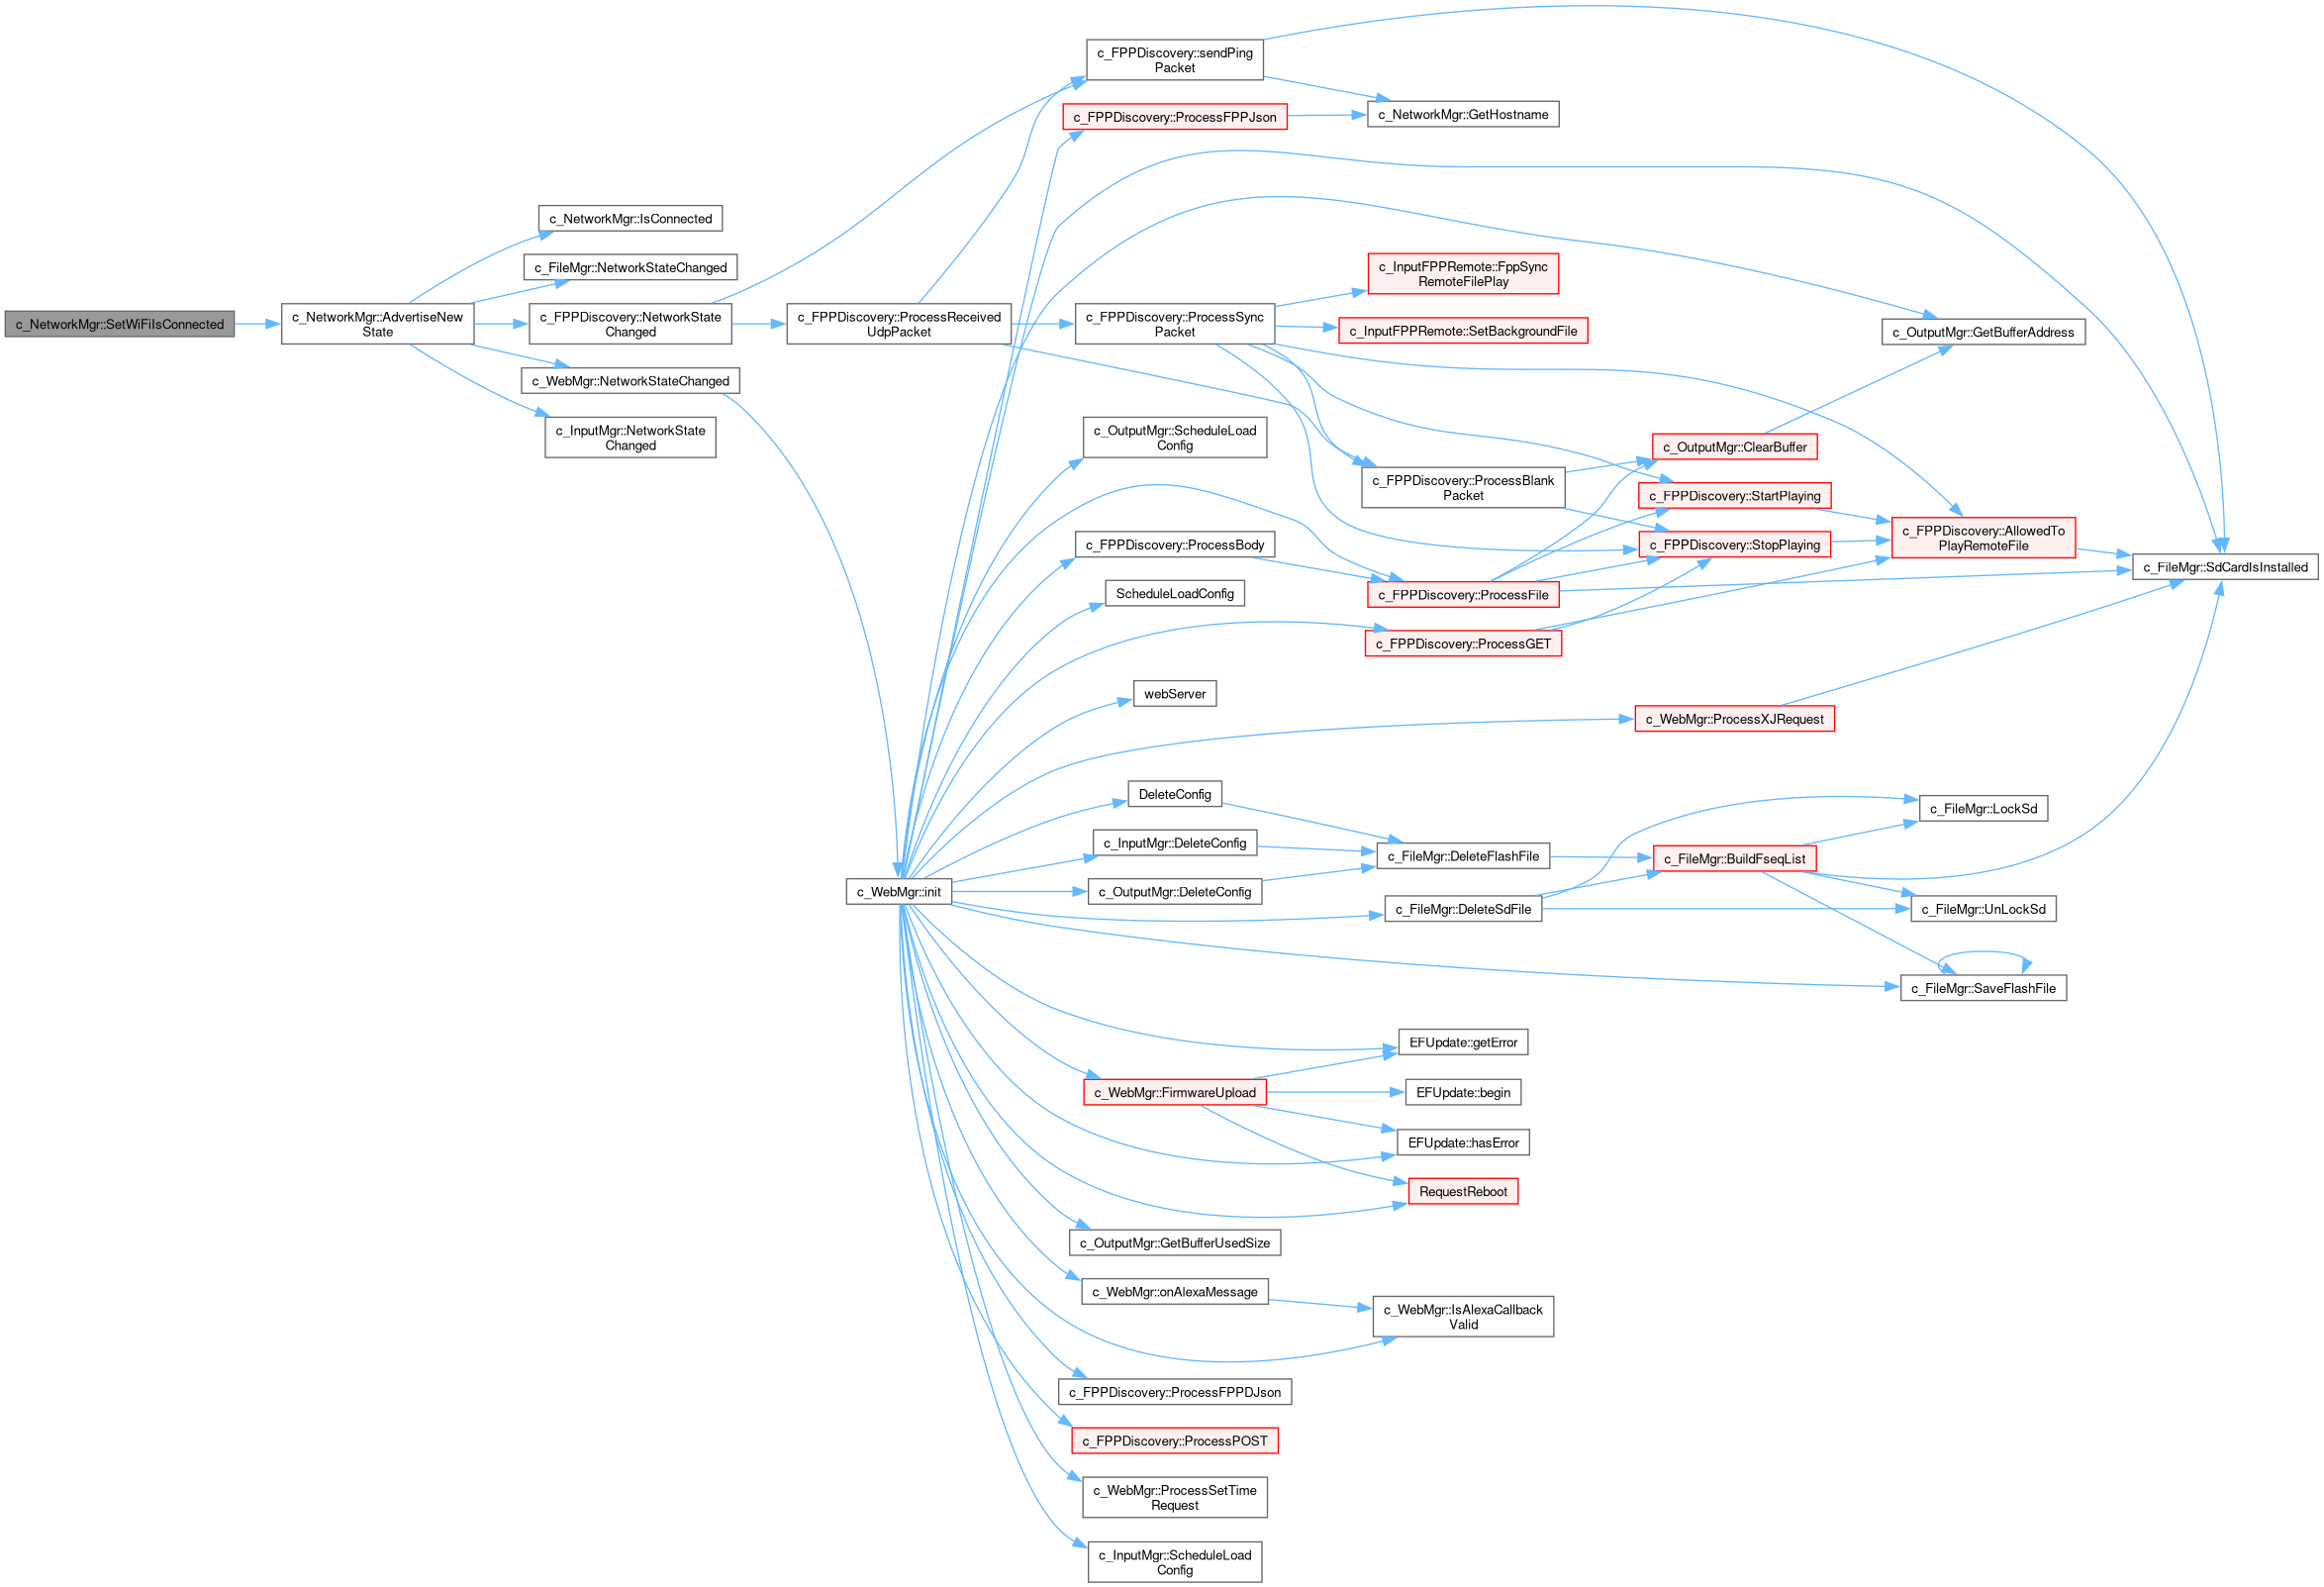 c_NetworkMgr::SetWiFiIsConnected
c_NetworkMgr::AdvertiseNew
State
c_NetworkMgr::IsConnected
c_FileMgr::NetworkStateChanged
c_FPPDiscovery::NetworkState
Changed
c_WebMgr::NetworkStateChanged
c_InputMgr::NetworkState
Changed
c_FPPDiscovery::ProcessReceived
UdpPacket
c_WebMgr::init
c_FPPDiscovery::sendPing
Packet
c_FPPDiscovery::ProcessFPPJson
c_FPPDiscovery::ProcessSync
Packet
c_OutputMgr::ScheduleLoad
Config
c_FPPDiscovery::ProcessBody
ScheduleLoadConfig
webServer
DeleteConfig
c_InputMgr::DeleteConfig
c_OutputMgr::DeleteConfig
c_WebMgr::FirmwareUpload
c_OutputMgr::GetBufferUsedSize
c_WebMgr::onAlexaMessage
c_FPPDiscovery::ProcessFPPDJson
c_FPPDiscovery::ProcessPOST
c_WebMgr::ProcessSetTime
Request
c_InputMgr::ScheduleLoad
Config
c_NetworkMgr::GetHostname
c_InputFPPRemote::FppSync
RemoteFilePlay
c_InputFPPRemote::SetBackgroundFile
c_FPPDiscovery::ProcessBlank
Packet
c_FPPDiscovery::ProcessFile
c_FPPDiscovery::ProcessGET
c_FileMgr::DeleteFlashFile
c_FileMgr::DeleteSdFile
EFUpdate::getError
EFUpdate::begin
EFUpdate::hasError
RequestReboot
c_WebMgr::IsAlexaCallback
Valid
c_OutputMgr::ClearBuffer
c_FPPDiscovery::StartPlaying
c_FPPDiscovery::StopPlaying
c_WebMgr::ProcessXJRequest
c_FileMgr::BuildFseqList
c_OutputMgr::GetBufferAddress
c_FPPDiscovery::AllowedTo
PlayRemoteFile
c_FileMgr::LockSd
c_FileMgr::UnLockSd
c_FileMgr::SaveFlashFile
c_FileMgr::SdCardIsInstalled